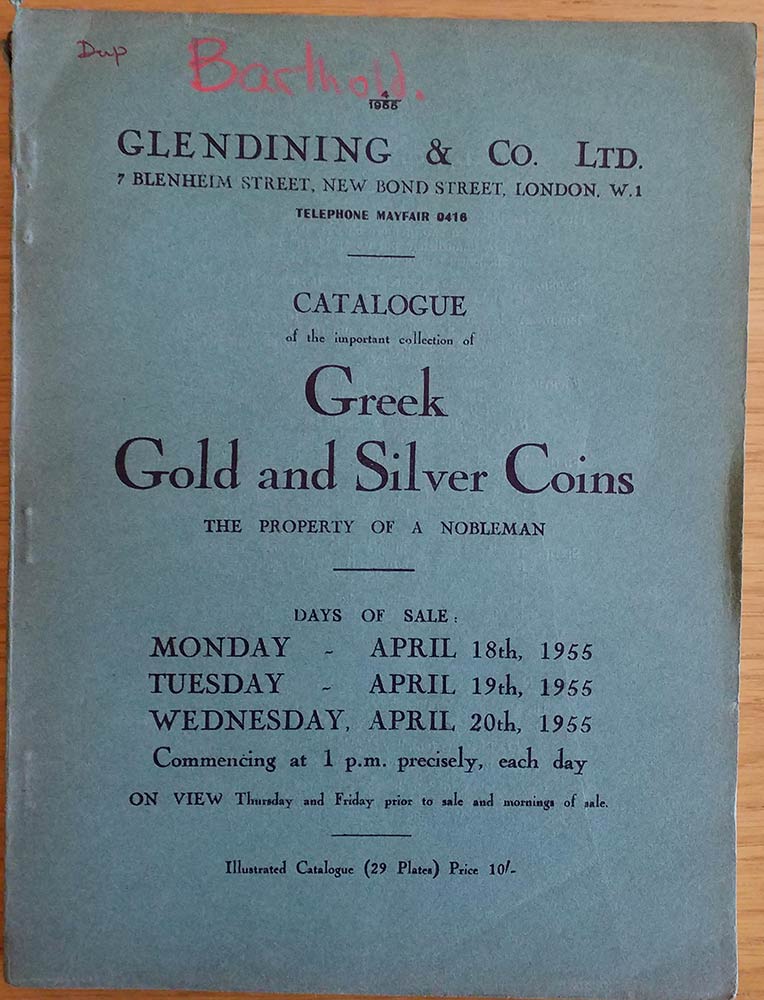 Dup
Barthold.
4
1955
GLENDINING & Co. LTD.
7 BLENHEIM STREET, NEW BOND STREET, LONDON, W.1
TELEPHONE MAYFAIR 0416
CATALOGUE
of the important collection of
Greek
Gold and Silver Coins
THE PROPERTY OF A NOBLEMAN
DAYS OF SALE:
MONDAY - APRIL 18th, 1955
TUESDAY - APRIL 19th, 1955
WEDNESDAY, APRIL 20th, 1955
Commencing at 1 p.m. precisely, each day
ON VIEW Thursday and Friday prior to sale and mornings of sale.
Illustrated Catalogue (29 Plates) Price 10/-